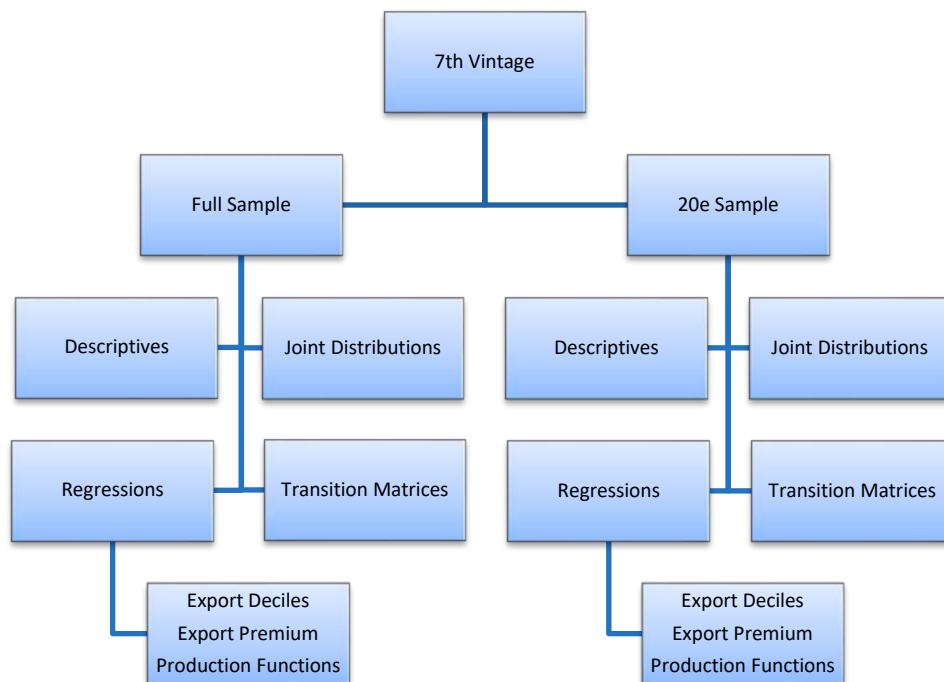 7th Vintage
Full Sample
20e Sample
Descriptives
Joint Distributions
Descriptives
Joint Distributions
Regressions
Transition Matrices
Regressions
Transition Matrices
Export Deciles
Export Premium
Production Functions
Export Deciles
Export Premium
Production Functions